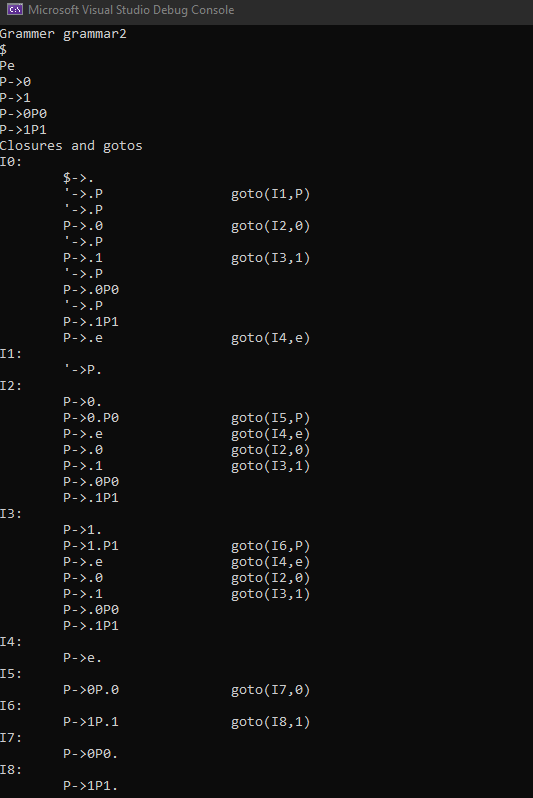 Microsoft Visual Studio Debug Console
Grammer grammar2
$
Pe
P->0
P->1
P->0P0
P->1P1
Closures and gotos
I0:
$->.
'->.P goto(I1,P)
'->.P
P->.0 goto(I2,0)
'->.P
P->.1 goto(I3,1)
'->.P
P->.0P0
'->.P
P->.1P1
P->.e goto(I4,e)
I1:
'->P.
I2:
P->0.
P->0.P0 goto(I5,P)
P->.e goto(I4,e)
P->.0 goto(I2,0)
P->.1 goto(I3,1)
P->.0P0
P->.1P1
I3:
P->1.
P->1.P1 goto(I6,P)
P->.e goto(I4,e)
P->.0 goto(I2,0)
P->.1 goto(I3,1)
P->.0P0
P->.1P1
I4:
P->e.
I5:
P->0P.0 goto(I7,0)
I6:
P->1P.1 goto(I8,1)
I7:
P->0P0.
I8:
P->1P1.